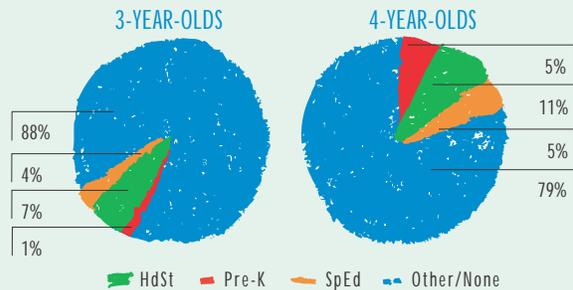 3-YEAR-OLDS
88%
4%
7%
1%
4-YEAR-OLDS
5%
11%
5%
79%
HdSt Pre-K SpEd Other/None